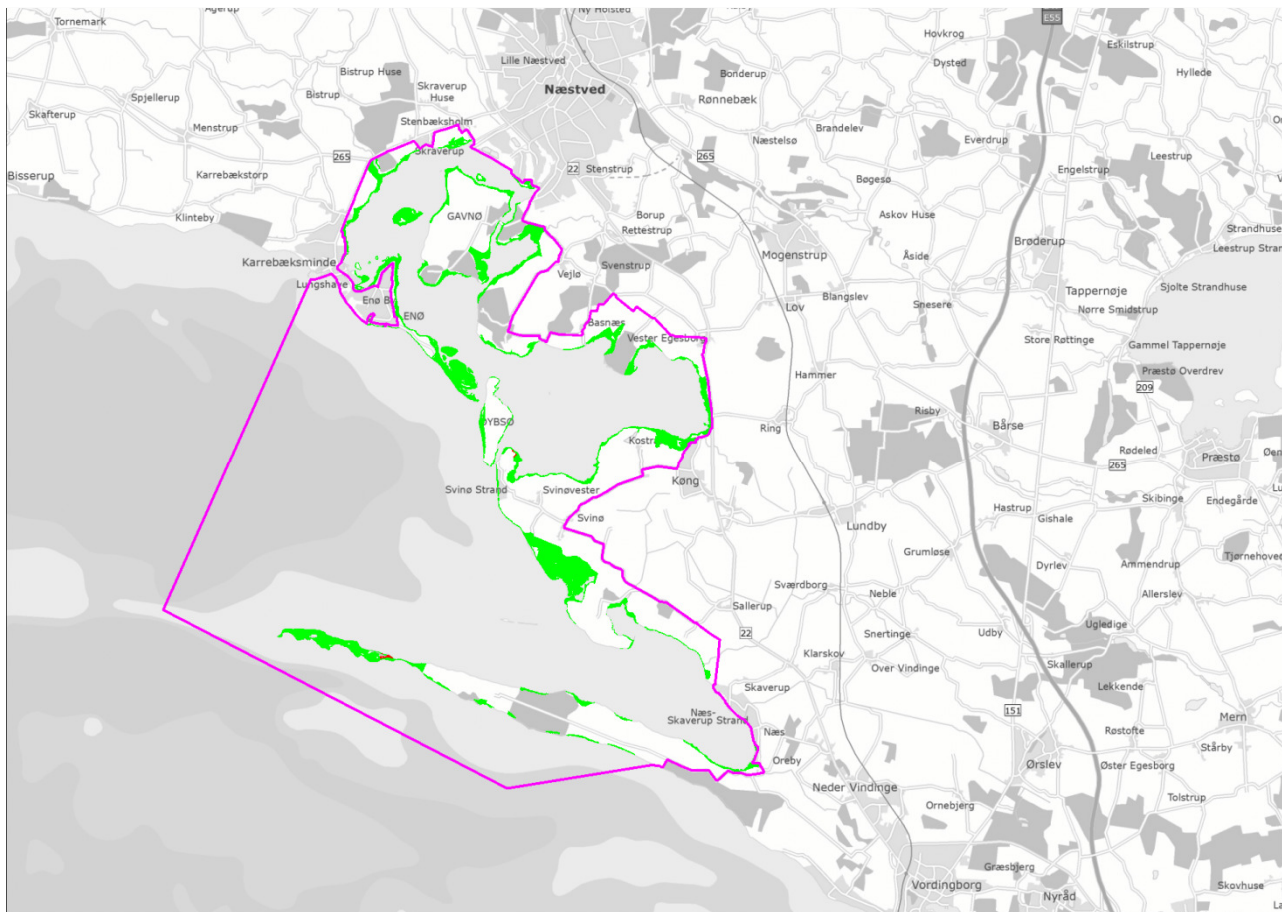 Tornemark
Agerup
Ny Holsted
E55
Hovkrog
Eskilstrup
Lille Næstved
Dysted
Bistrup Huse
Bonderup
Hyllede
Skraverup
Huse
Næstved
Spjellerup
Bistrup
Rønnebæk
Skafterup
Stenbæksholm
Brandelev
Menstrup
Næstelsø
Everdrup
265
Skraverup
265
Leestrup
Bisserup
Karrebækstorp
22
Stenstrup
Engelstrup
Bøgesø
Klinteby
GAVNØ
Borup
Rettestrup
Askov Huse
Strandhuse
Brøderup
Leestrup Stran
Karrebæksminde
Mogenstrup
Åside
Vejlø
Svenstrup
Lungshave
Sjolte Strandhuse
Tappernøje
Enø B
Lov
Blangslev
Snesere
Nørre Smidstrup
ENØ
Basnæs
Vester Egesborg
Store Røttinge
Gammel Tappernøje
Hammer
Præstø Overdrev
209
Risby
DYBSØ
Ring
Bårse
Kostræ
Rødeled
Præstø
265
Køng
Svinø Strand
Svinøvester
Skibinge
Endegårde
Hastrup
Svinø
Gishale
Lundby
Grumløse
Tjørnehoved
Dyrlev
Ammendrup
Sværdborg
Neble
Allerslev
Sallerup
22
Snertinge
Udby
Ugledige
Klarskov
Over Vindinge
Skallerup
Skaverup
Lekkende
Næs-
Skaverup Strand
151
Mern
Næs
Røstofte
Stårby
Oreby
Ørslev
Øster Egesborg
Neder Vindinge
Ornebjerg
Tolstrup
Græsbjerg
Vordingborg
Nyråd
Skovhuse